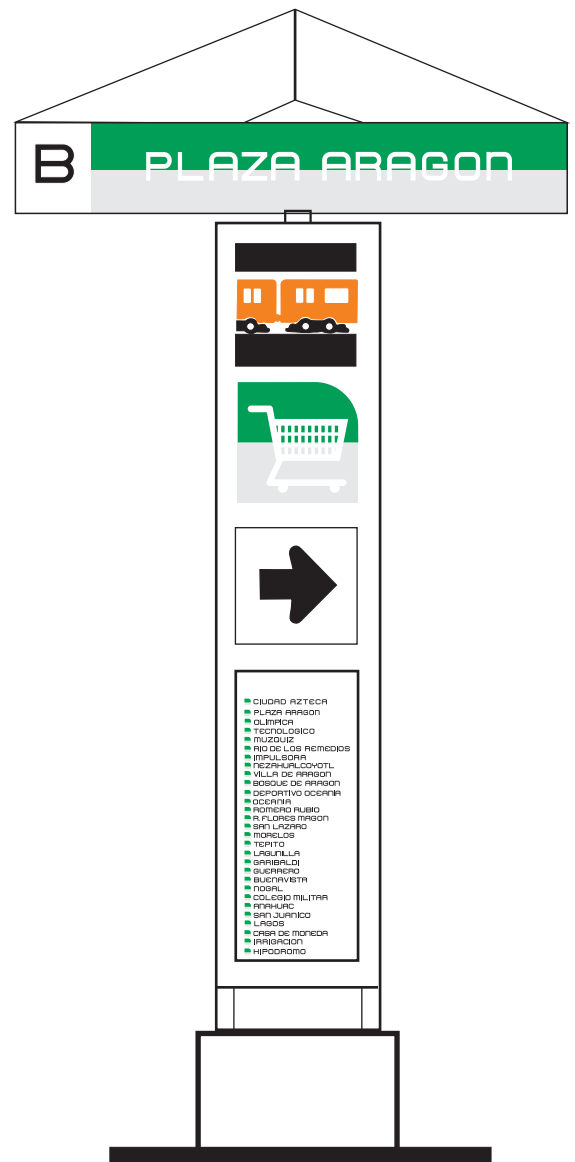 B PLAZA ARAGON
CIUDAD AZTECA
PLAZA ARAGON
OLIMPICA
TECNOLOGICO
MUZQUIZ
RIO DE LOS REMEDIOS
IMPULSORA
NEZAHUALCOYOTL
VILLA DE ARAGON
BOSQUE DE ARAGON
DEPORTIVO OCEANIA
OCEANIA
ROMERO RUBIO
R. FLORES MAGON
SAN LAZARO
MORELOS
TEPITO
LAGUNILLA
GARIBALDI
GUERRERO
BUENAVISTA
NOGAL
COLEGIO MILITAR
ANAHUAC
SAN JUANICO
LAGOS
CASA DE MONEDA
IRRIGACION
HIPODROMO